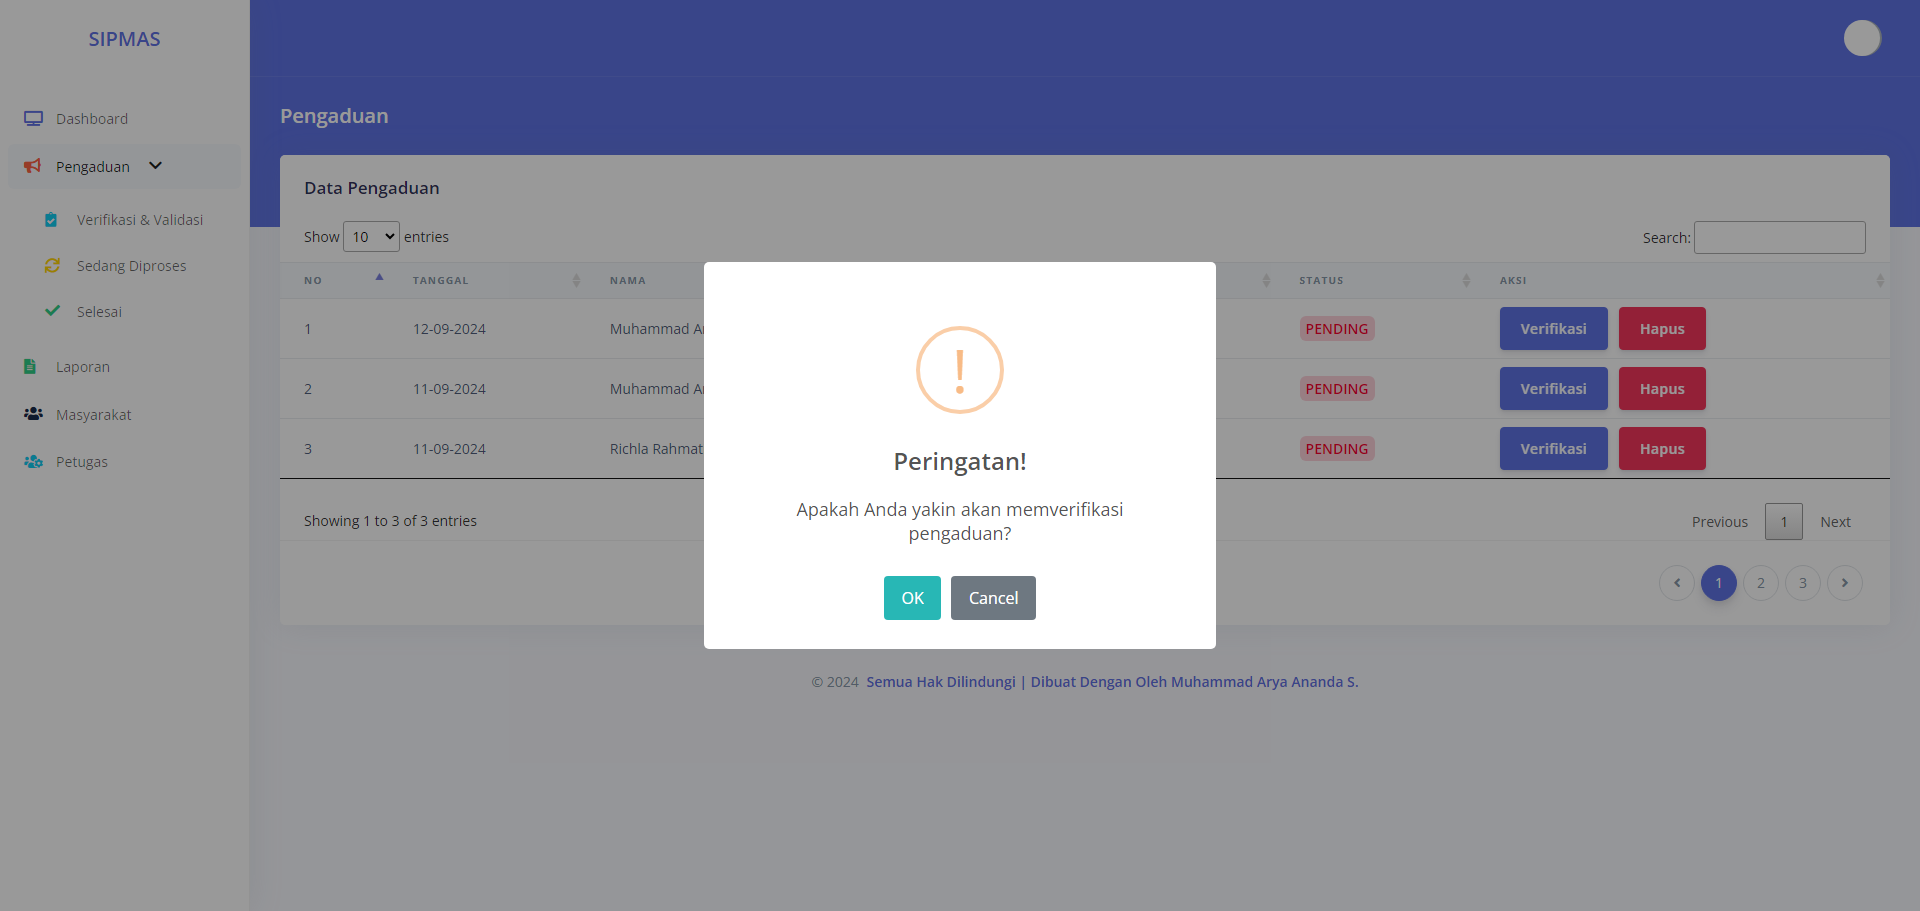 SIPMAS
Dashboard
Pengaduan
Verifikasi & Validasi
Sedang Diproses
Selesai
Laporan
Masyarakat
Petugas
Pengaduan
Data Pengaduan
Show 10 entries
Search:
NO TANGGAL NAMA STATUS AKSI
1 12-09-2024 Muhammad PENDING Verifikasi Hapus
2 11-09-2024 Muhammad PENDING Verifikasi Hapus
3 11-09-2024 Richla Rahmat PENDING Verifikasi Hapus
Showing 1 to 3 of 3 entries
Previous 1 Next
1 2 3
!
Peringatan!
Apakah Anda yakin akan memverifikasi
pengaduan?
OK Cancel
© 2024 Semua Hak Dilindungi | Dibuat Dengan Oleh Muhammad Arya Ananda S.